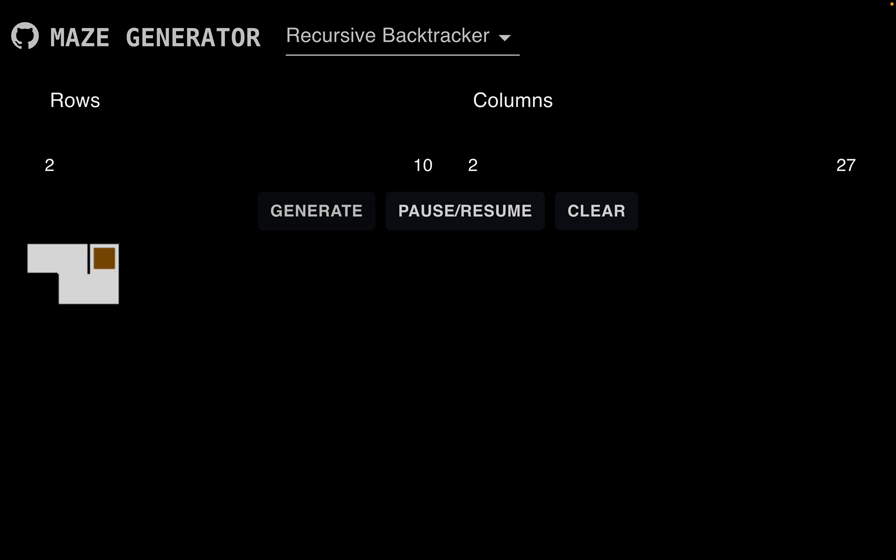 MAZE GENERATOR Recursive Backtracker
Rows Columns
2 10 2 27
GENERATE PAUSE/RESUME CLEAR